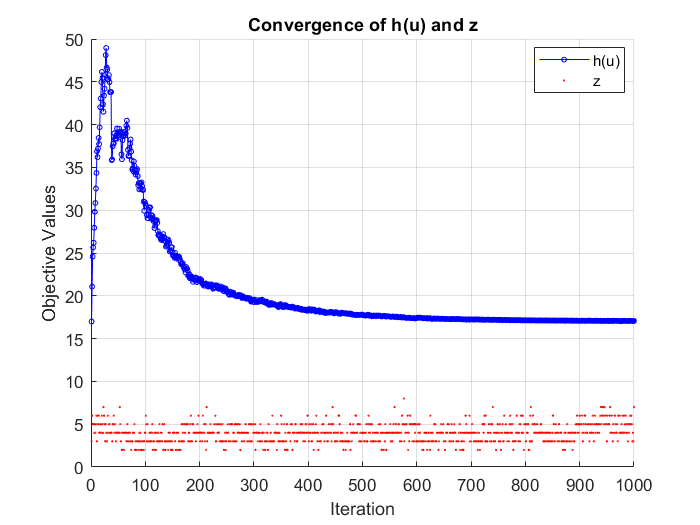 Convergence of h(u) and z
h(u)
z
Objective Values
50
45
40
35
30
25
20
15
10
5
0
0 100 200 300 400 500 600 700 800 900 1000
Iteration